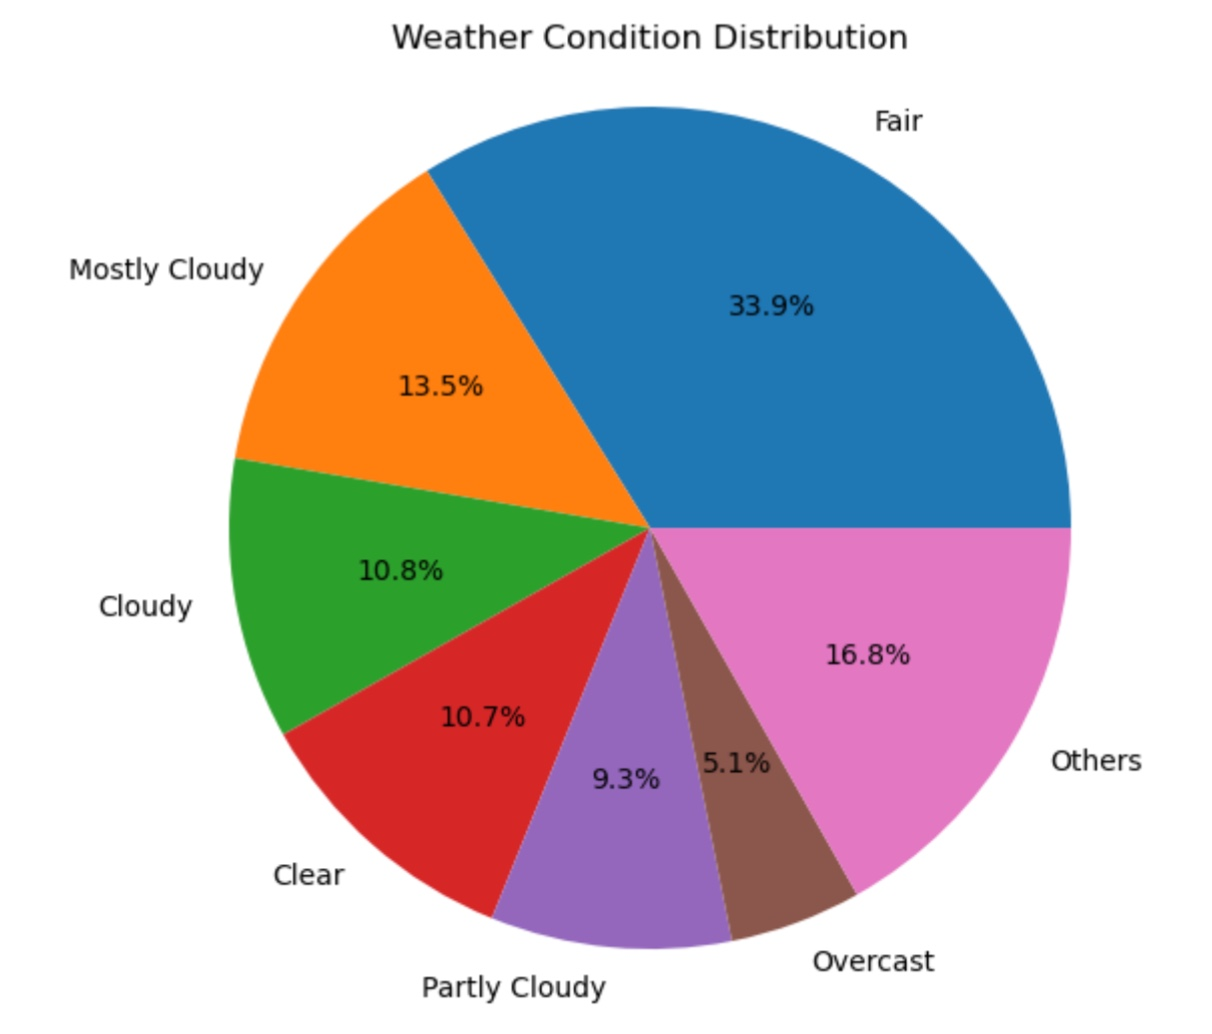 Weather Condition Distribution
Fair
33.9%
Mostly Cloudy
13.5%
Cloudy
10.8%
Clear
10.7%
Partly Cloudy
9.3%
Overcast
5.1%
Others
16.8%